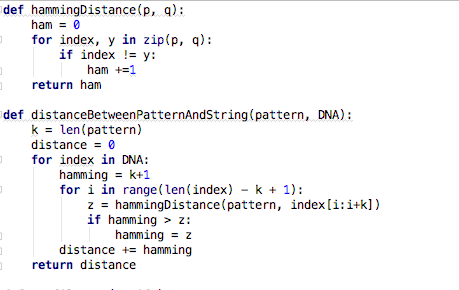 def hammingDistance(p, q):
    ham = 0
    for index, y in zip(p, q):
        if index != y:
            ham +=1
    return ham

def distanceBetweenPatternAndString(pattern, DNA):
    k = len(pattern)
    distance = 0
    for index in DNA:
        hamming = k+1
        for i in range(len(index) - k + 1):
            z = hammingDistance(pattern, index[i:i+k])
            if hamming > z:
                hamming = z
        distance += hamming
    return distance